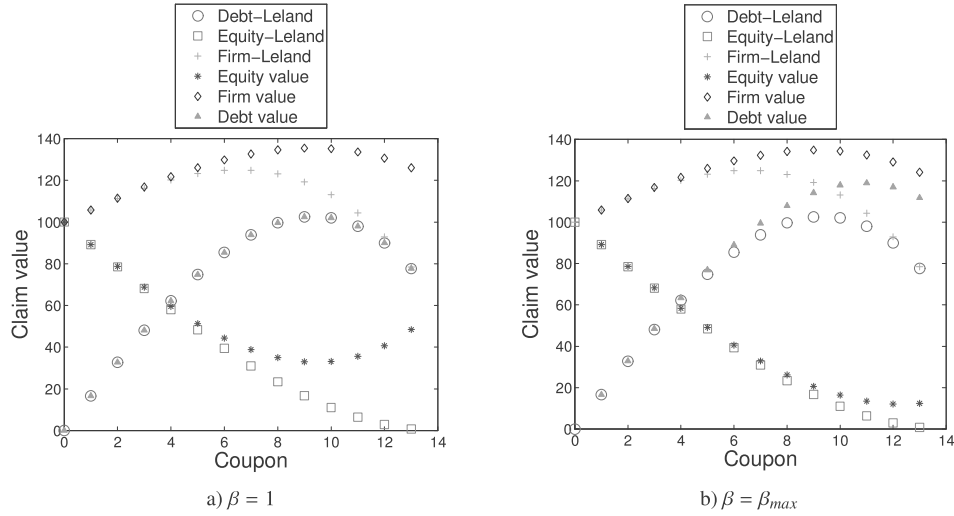 Debt−Leland
Equity−Leland
Firm−Leland
Equity value
Firm value
Debt value
140
120
100
80
60
40
20
0
Claim value
0 2 4 6 8 10 12 14
Coupon
a) β = 1
Debt−Leland
Equity−Leland
Firm−Leland
Equity value
Firm value
Debt value
140
120
100
80
60
40
20
0
Claim value
0 2 4 6 8 10 12 14
Coupon
b) β = βmax